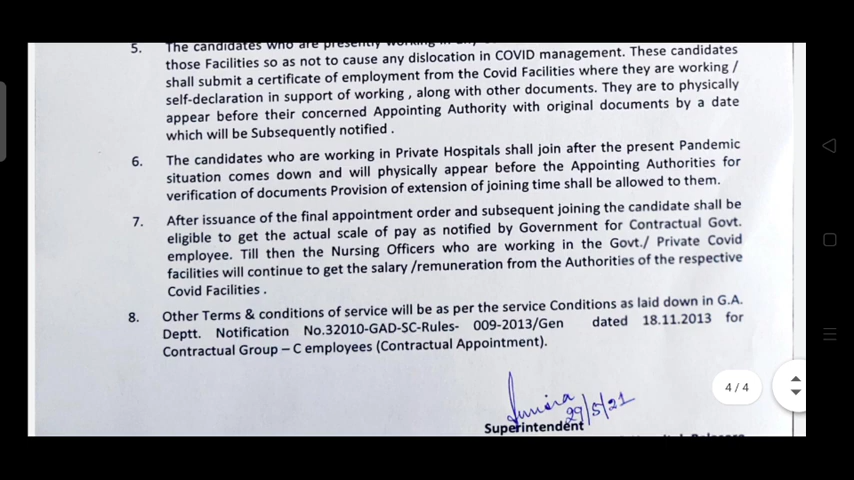 5. The candidates who are presently working in
those Facilities so as not to cause any dislocation in COVID management. These candidates
shall submit a certificate of employment from the Covid Facilities where they are working /
self-declaration in support of working , along with other documents. They are to physically
appear before their concerned Appointing Authority with original documents by a date
which will be Subsequently notified .
6. The candidates who are working in Private Hospitals shall join after the present Pandemic
situation comes down and will physically appear before the Appointing Authorities for
verification of documents Provision of extension of joining time shall be allowed to them.
7. After issuance of the final appointment order and subsequent joining the candidate shall be
eligible to get the actual scale of pay as notified by Government for Contractual Govt.
employee. Till then the Nursing Officers who are working in the Govt./ Private Covid
facilities will continue to get the salary /remuneration from the Authorities of the respective
Covid Facilities .
8. Other Terms & conditions of service will be as per the service Conditions as laid down in G.A.
Deptt. Notification No.32010-GAD-SC-Rules- 009-2013/Gen dated 18.11.2013 for
Contractual Group – C employees (Contractual Appointment).
4/4
29/5/21
Superintendent